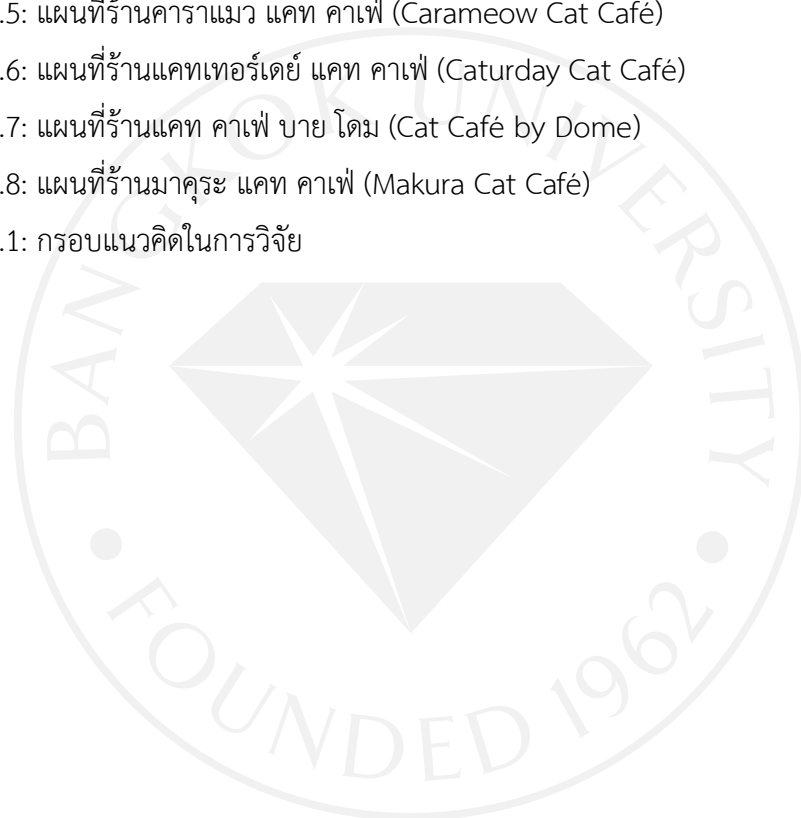 .5: แผนที่ร้านคาราแมว แคท คาเฟ่ (Carameow Cat Café)
.6: แผนที่ร้านแคทเทอร์เดย์ แคท คาเฟ่ (Caturday Cat Café)
.7: แผนที่ร้านแคท คาเฟ่ บาย โดม (Cat Café by Dome)
.8: แผนที่ร้านมาคุระ แคท คาเฟ่ (Makura Cat Café)
.1: กรอบแนวคิดในการวิจัย
BANGKOK UNIVERSITY
FOUNDED 1962